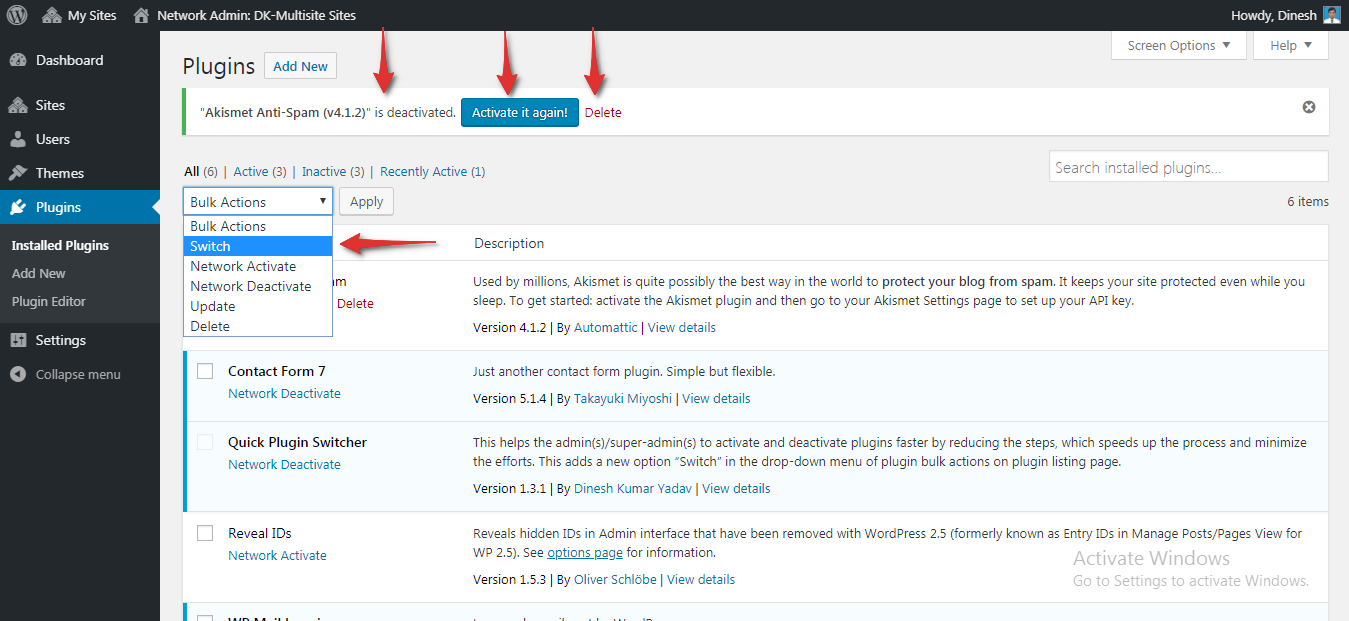 My Sites
Network Admin: DK-Multisite Sites
Howdy, Dinesh
Dashboard
Sites
Users
Themes
Plugins
Installed Plugins
Add New
Plugin Editor
Settings
Collapse menu
Screen Options ▼
Help ▼
Plugins Add New
"Akismet Anti-Spam (v4.1.2)" is deactivated. Activate it again! Delete
All (6) | Active (3) | Inactive (3) | Recently Active (1)
Search installed plugins...
Bulk Actions ▼ Apply
6 items
Bulk Actions
Switch
Network Activate
Network Deactivate
Update
Delete
Description
Delete
Used by millions, Akismet is quite possibly the best way in the world to protect your blog from spam. It keeps your site protected even while you
sleep. To get started: activate the Akismet plugin and then go to your Akismet Settings page to set up your API key.
Version 4.1.2 | By Automattic | View details
Contact Form 7
Network Deactivate
Just another contact form plugin. Simple but flexible.
Version 5.1.4 | By Takayuki Miyoshi | View details
Quick Plugin Switcher
Network Deactivate
This helps the admin(s)/super-admin(s) to activate and deactivate plugins faster by reducing the steps, which speeds up the process and minimize
the efforts. This adds a new option “Switch” in the drop-down menu of plugin bulk actions on plugin listing page.
Version 1.3.1 | By Dinesh Kumar Yadav | View details
Reveal IDs
Network Activate
Reveals hidden IDs in Admin interface that have been removed with WordPress 2.5 (formerly known as Entry IDs in Manage Posts/Pages View for
WP 2.5). See options page for information.
Version 1.5.3 | By Oliver Schlöbe | View details
Activate Windows
Go to Settings to activate Windows.